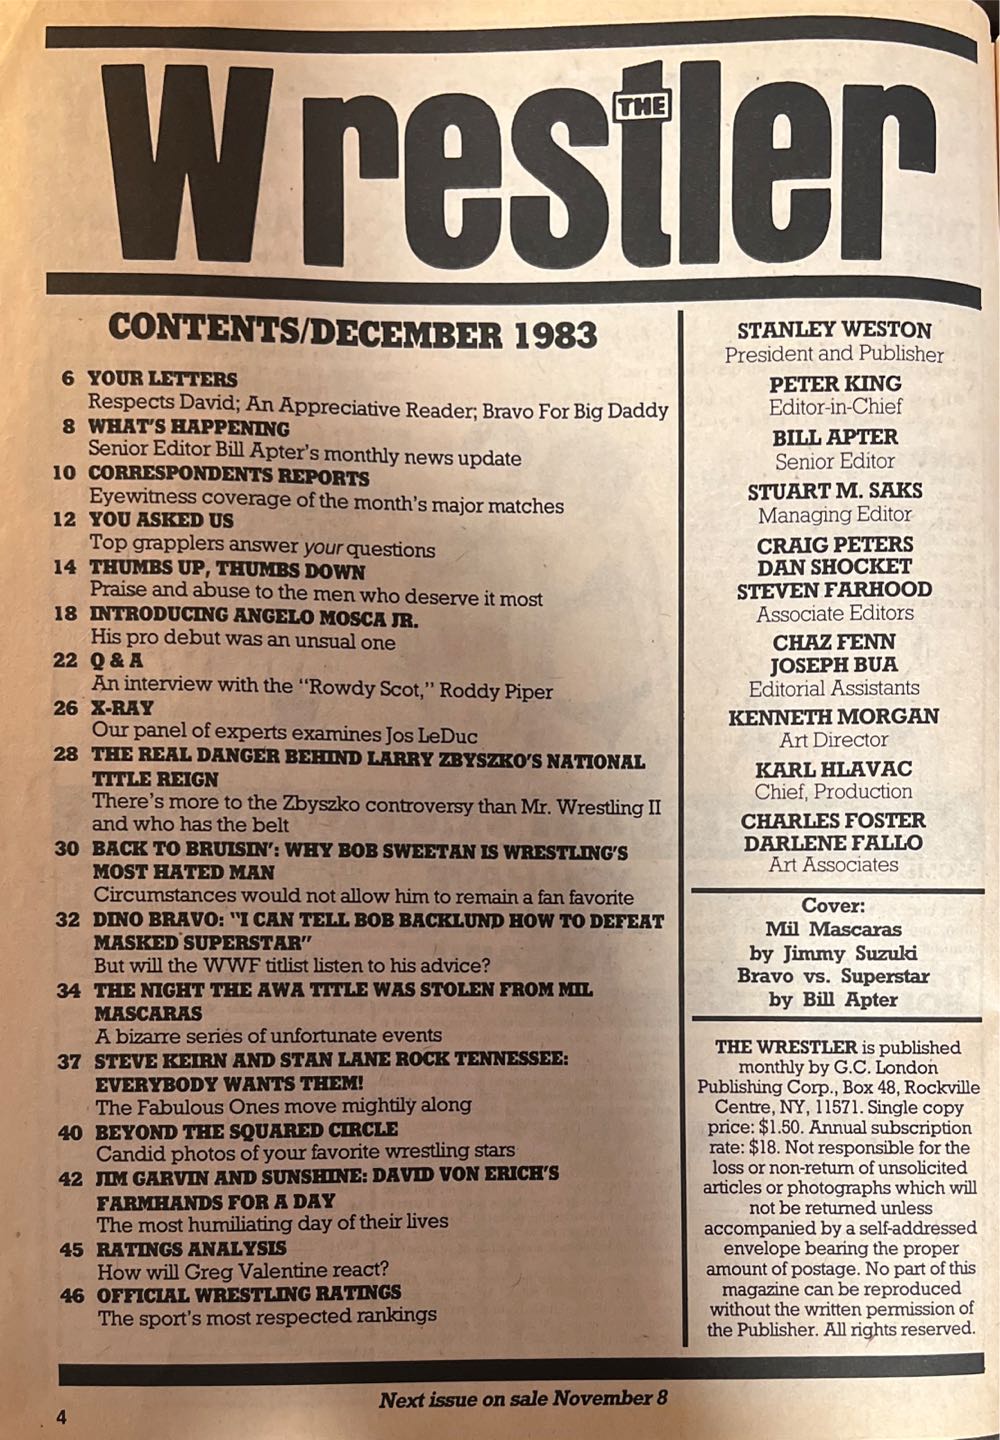 THE
Wrestler
CONTENTS/DECEMBER 1983
6 YOUR LETTERS
Respects David; An Appreciative Reader; Bravo For Big Daddy
8 WHAT'S HAPPENING
Senior Editor Bill Apter's monthly news update
10 CORRESPONDENTS REPORTS
Eyewitness coverage of the month's major matches
12 YOU ASKED US
Top grapplers answer your questions
14 THUMBS UP, THUMBS DOWN
Praise and abuse to the men who deserve it most
18 INTRODUCING ANGELO MOSCA JR.
His pro debut was an unsual one
22 Q & A
An interview with the "Rowdy Scot," Roddy Piper
26 X-RAY
Our panel of experts examines Jos LeDuc
28 THE REAL DANGER BEHIND LARRY ZBYSZKO'S NATIONAL
TITLE REIGN
There's more to the Zbyszko controversy than Mr. Wrestling II
and who has the belt
30 BACK TO BRUISIN': WHY BOB SWEETAN IS WRESTLING'S
MOST HATED MAN
Circumstances would not allow him to remain a fan favorite
32 DINO BRAVO: "I CAN TELL BOB BACKLUND HOW TO DEFEAT
MASKED SUPERSTAR"
But will the WWF titlist listen to his advice?
34 THE NIGHT THE AWA TITLE WAS STOLEN FROM MIL
MASCARAS
A bizarre series of unfortunate events
37 STEVE KEIRN AND STAN LANE ROCK TENNESSEE:
EVERYBODY WANTS THEM!
The Fabulous Ones move mightily along
40 BEYOND THE SQUARED CIRCLE
Candid photos of your favorite wrestling stars
42 JIM GARVIN AND SUNSHINE: DAVID VON ERICH'S
FARMHANDS FOR A DAY
The most humiliating day of their lives
45 RATINGS ANALYSIS
How will Greg Valentine react?
46 OFFICIAL WRESTLING RATINGS
The sport's most respected rankings
STANLEY WESTON
President and Publisher
PETER KING
Editor-in-Chief
BILL APTER
Senior Editor
STUART M. SAKS
Managing Editor
CRAIG PETERS
DAN SHOCKET
STEVEN FARHOOD
Associate Editors
CHAZ FENN
JOSEPH BUA
Editorial Assistants
KENNETH MORGAN
Art Director
KARL HLAVAC
Chief, Production
CHARLES FOSTER
DARLENE FALLO
Art Associates
Cover:
Mil Mascaras
by Jimmy Suzuki
Bravo vs. Superstar
by Bill Apter
THE WRESTLER is published
monthly by G.C. London
Publishing Corp., Box 48, Rockville
Centre, NY, 11571. Single copy
price: $1.50. Annual subscription
rate: $18. Not responsible for the
loss or non-return of unsolicited
articles or photographs which will
not be returned unless
accompanied by a self-addressed
envelope bearing the proper
amount of postage. No part of this
magazine can be reproduced
without the written permission of
the Publisher. All rights reserved.
Next issue on sale November 8
4